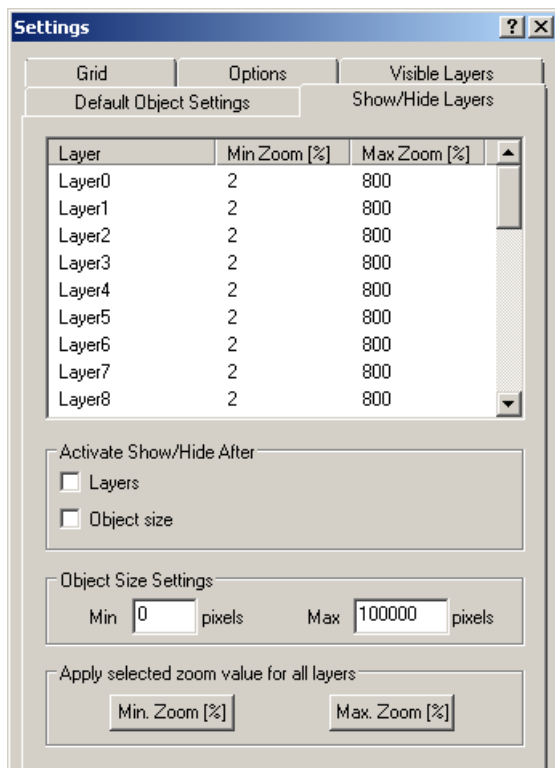 Settings
Grid Options Visible Layers
Default Object Settings Show/Hide Layers
Layer Min Zoom [%] Max Zoom [%]
Layer0 2 800
Layer1 2 800
Layer2 2 800
Layer3 2 800
Layer4 2 800
Layer5 2 800
Layer6 2 800
Layer7 2 800
Layer8 2 800
Activate Show/Hide After
Layers
Object size
Object Size Settings
Min 0 pixels Max 100000 pixels
Apply selected zoom value for all layers
Min. Zoom [%] Max. Zoom [%]